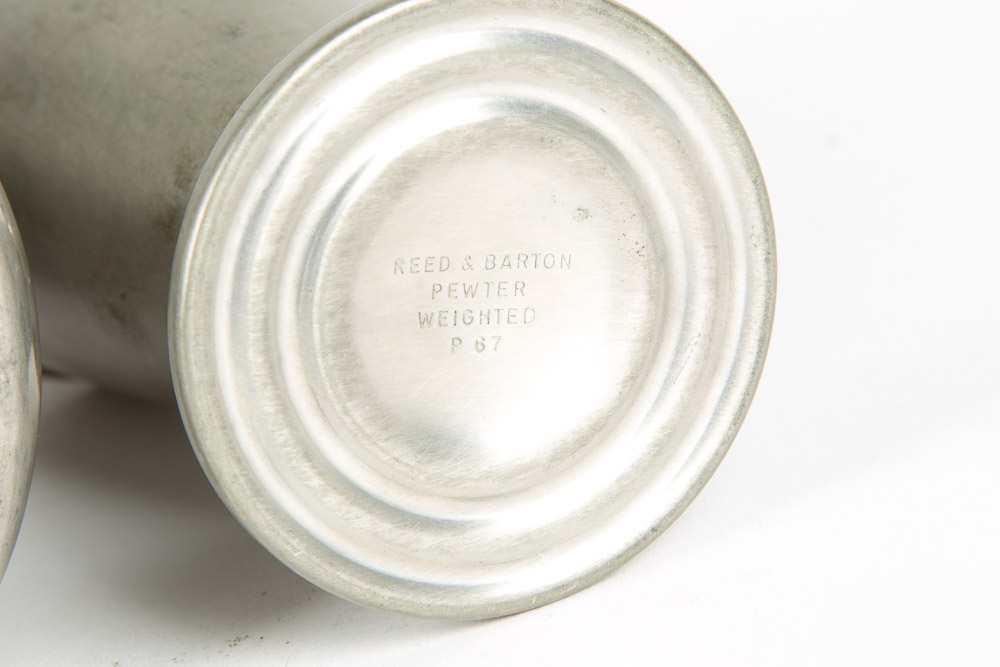 REED & BARTON
PEWTER
WEIGHTED
P 67